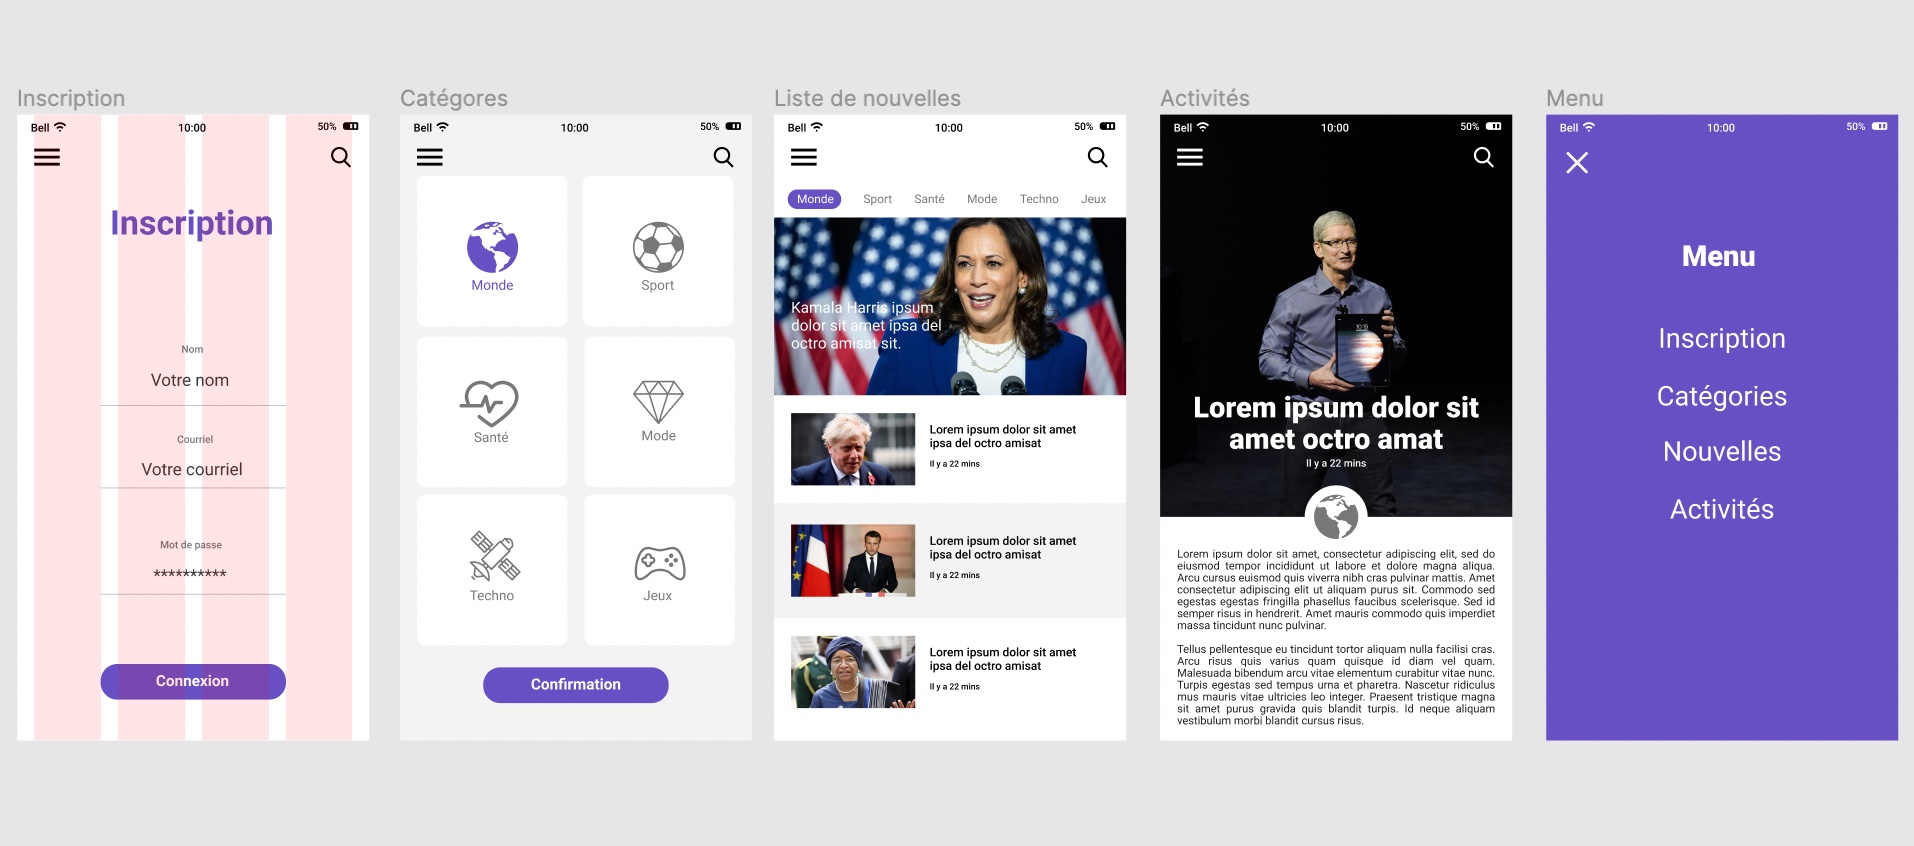 Inscription
Bell
10:00
50%
Inscription
Nom
Votre nom
Courriel
Votre courriel
Mot de passe
**********
Connexion
Catégores
Bell
10:00
50%
Monde
Sport
Santé
Mode
Techno
Jeux
Confirmation
Liste de nouvelles
Bell
10:00
50%
Monde Sport Santé Mode Techno Jeux
Kamala Harris ipsum
dolor sit amet ipsa del
octro amisat sit.
Lorem ipsum dolor sit amet
ipsa del octro amisat
Il y a 22 mins
Lorem ipsum dolor sit amet
ipsa del octro amisat
Il y a 22 mins
Lorem ipsum dolor sit amet
ipsa del octro amisat
Il y a 22 mins
Activités
Bell
10:00
50%
Lorem ipsum dolor sit
amet octro amat
Il y a 22 mins
Lorem ipsum dolor sit amet, consectetur adipiscing elit, sed do
eiusmod tempor incididunt ut labore et dolore magna aliqua.
Arcu cursus euismod quis viverra nibh cras pulvinar mattis. Amet
consectetur adipiscing elit ut aliquam purus sit. Commodo sed
egestas egestas fringilla phasellus faucibus scelerisque. Sed id
semper risus in hendrerit. Amet mauris commodo quis imperdiet
massa tincidunt nunc pulvinar.
Tellus pellentesque eu tincidunt tortor aliquam nulla facilisi cras.
Arcu risus quis varius quam quisque id diam vel quam.
Malesuada bibendum arcu vitae elementum curabitur vitae nunc.
Turpis egestas sed tempus urna et pharetra. Nascetur ridiculus
mus mauris vitae ultricies leo integer. Praesent tristique magna
sit amet purus gravida quis blandit turpis. Id neque aliquam
vestibulum morbi blandit cursus risus.
Menu
Bell
10:00
50%
Menu
Inscription
Catégories
Nouvelles
Activités